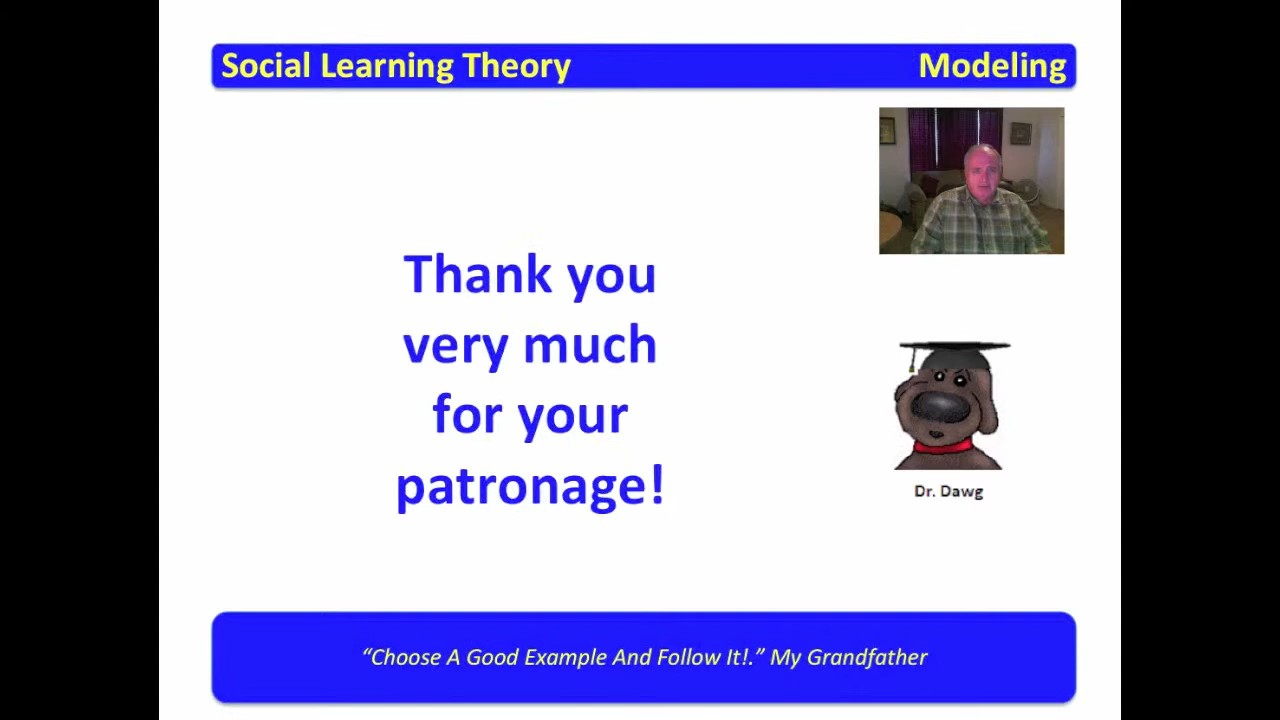 Social Learning Theory Modeling
Thank you
very much
for your
patronage!
Dr. Dawg
“Choose A Good Example And Follow It!.” My Grandfather